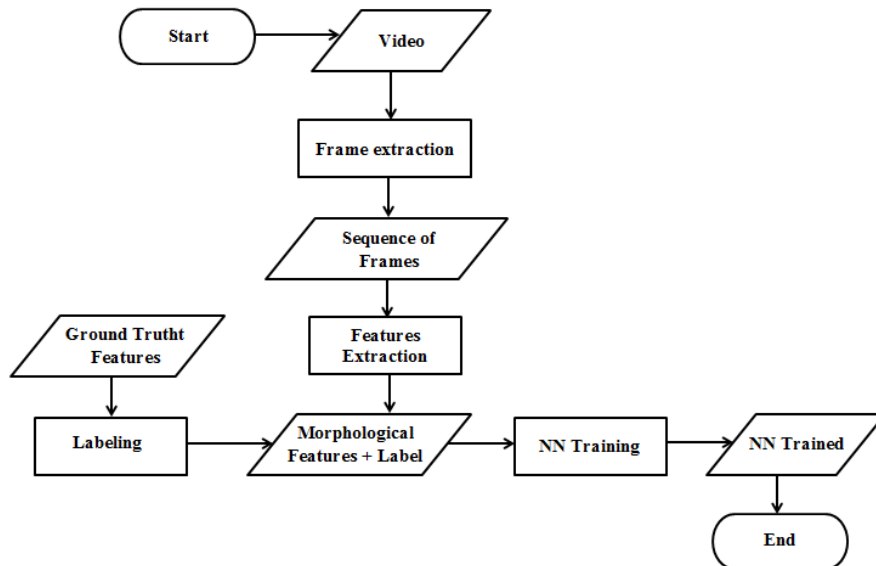 Start
Video
Frame extraction
Sequence of
Frames
Ground Trutht
Features
Features
Extraction
Labeling
Morphological
Features + Label
NN Training
NN Trained
End